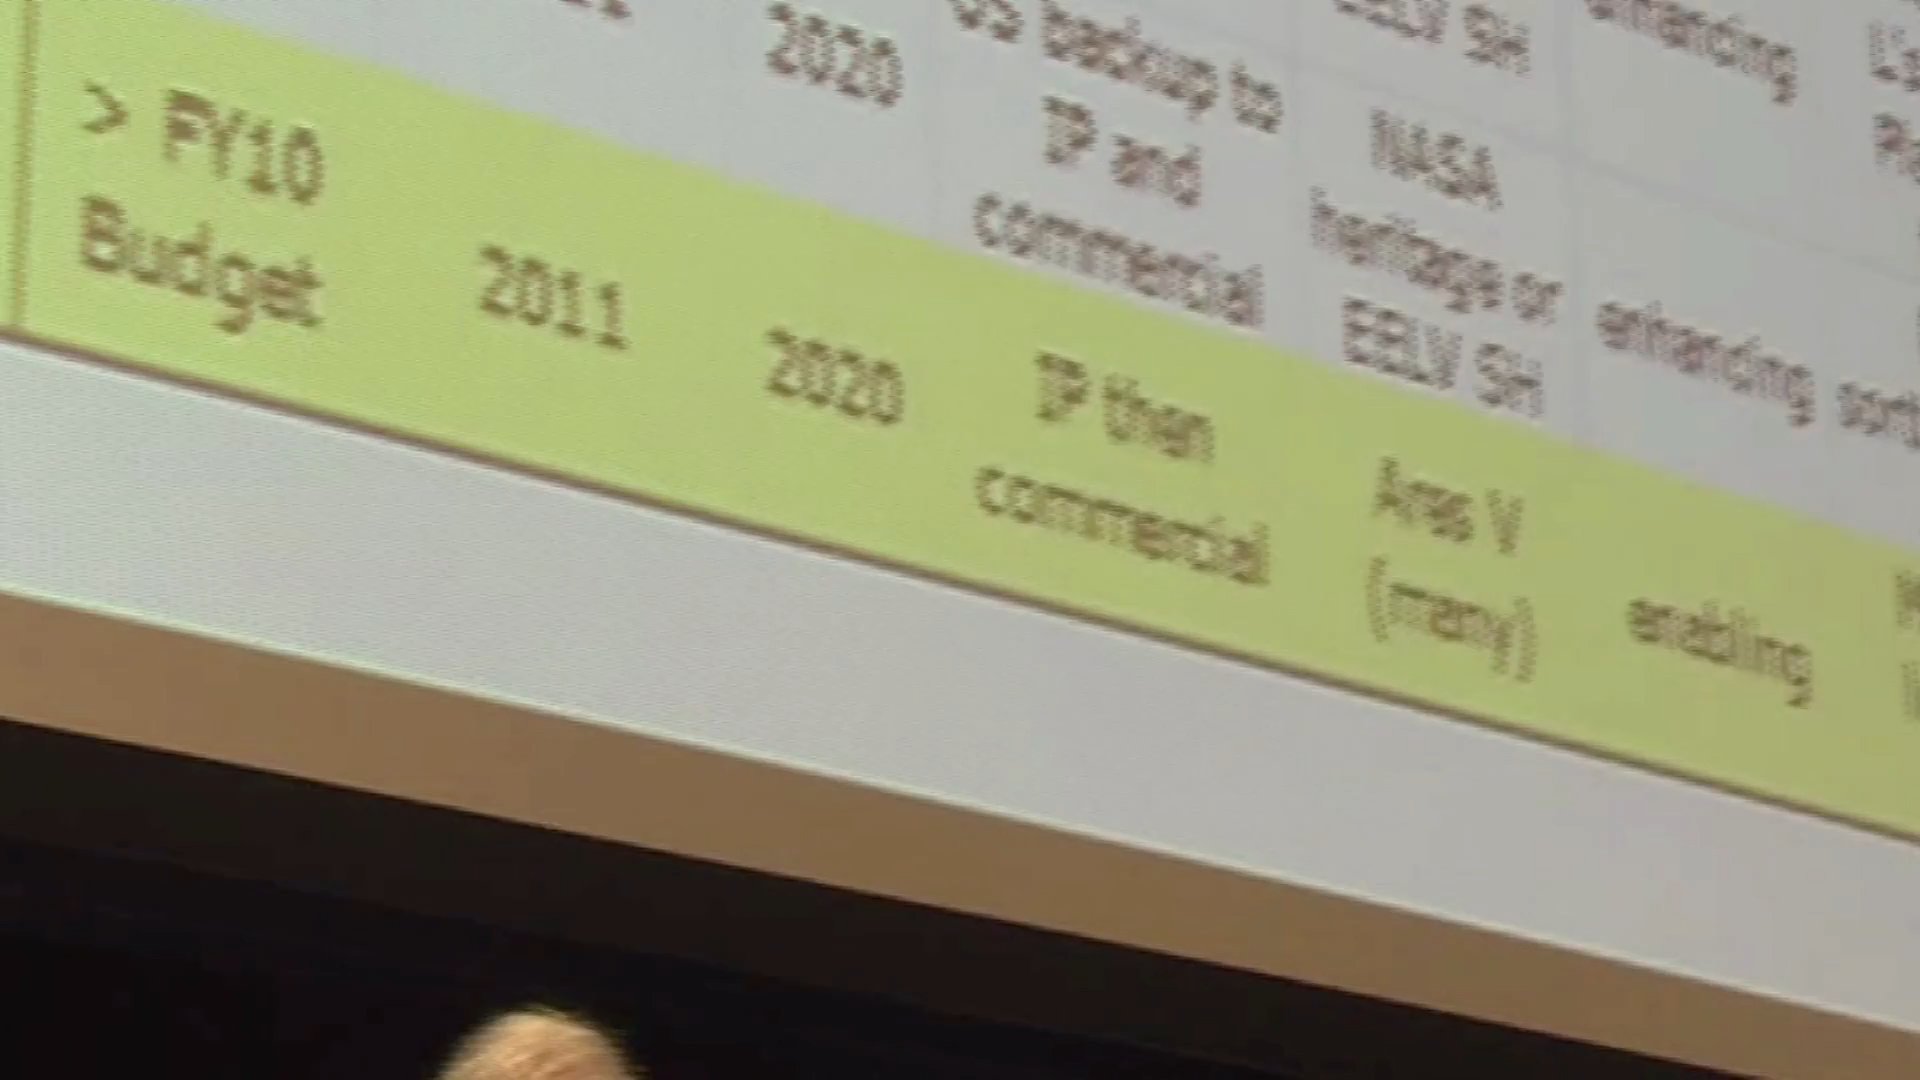 2020
US backup to
IP and
commercial
EELV SH
NASA
heritage or
EELV SH
enhancing
enhancing
> FY10
Budget
2011
2020
IP then
commercial
Ares V
(many)
enabling